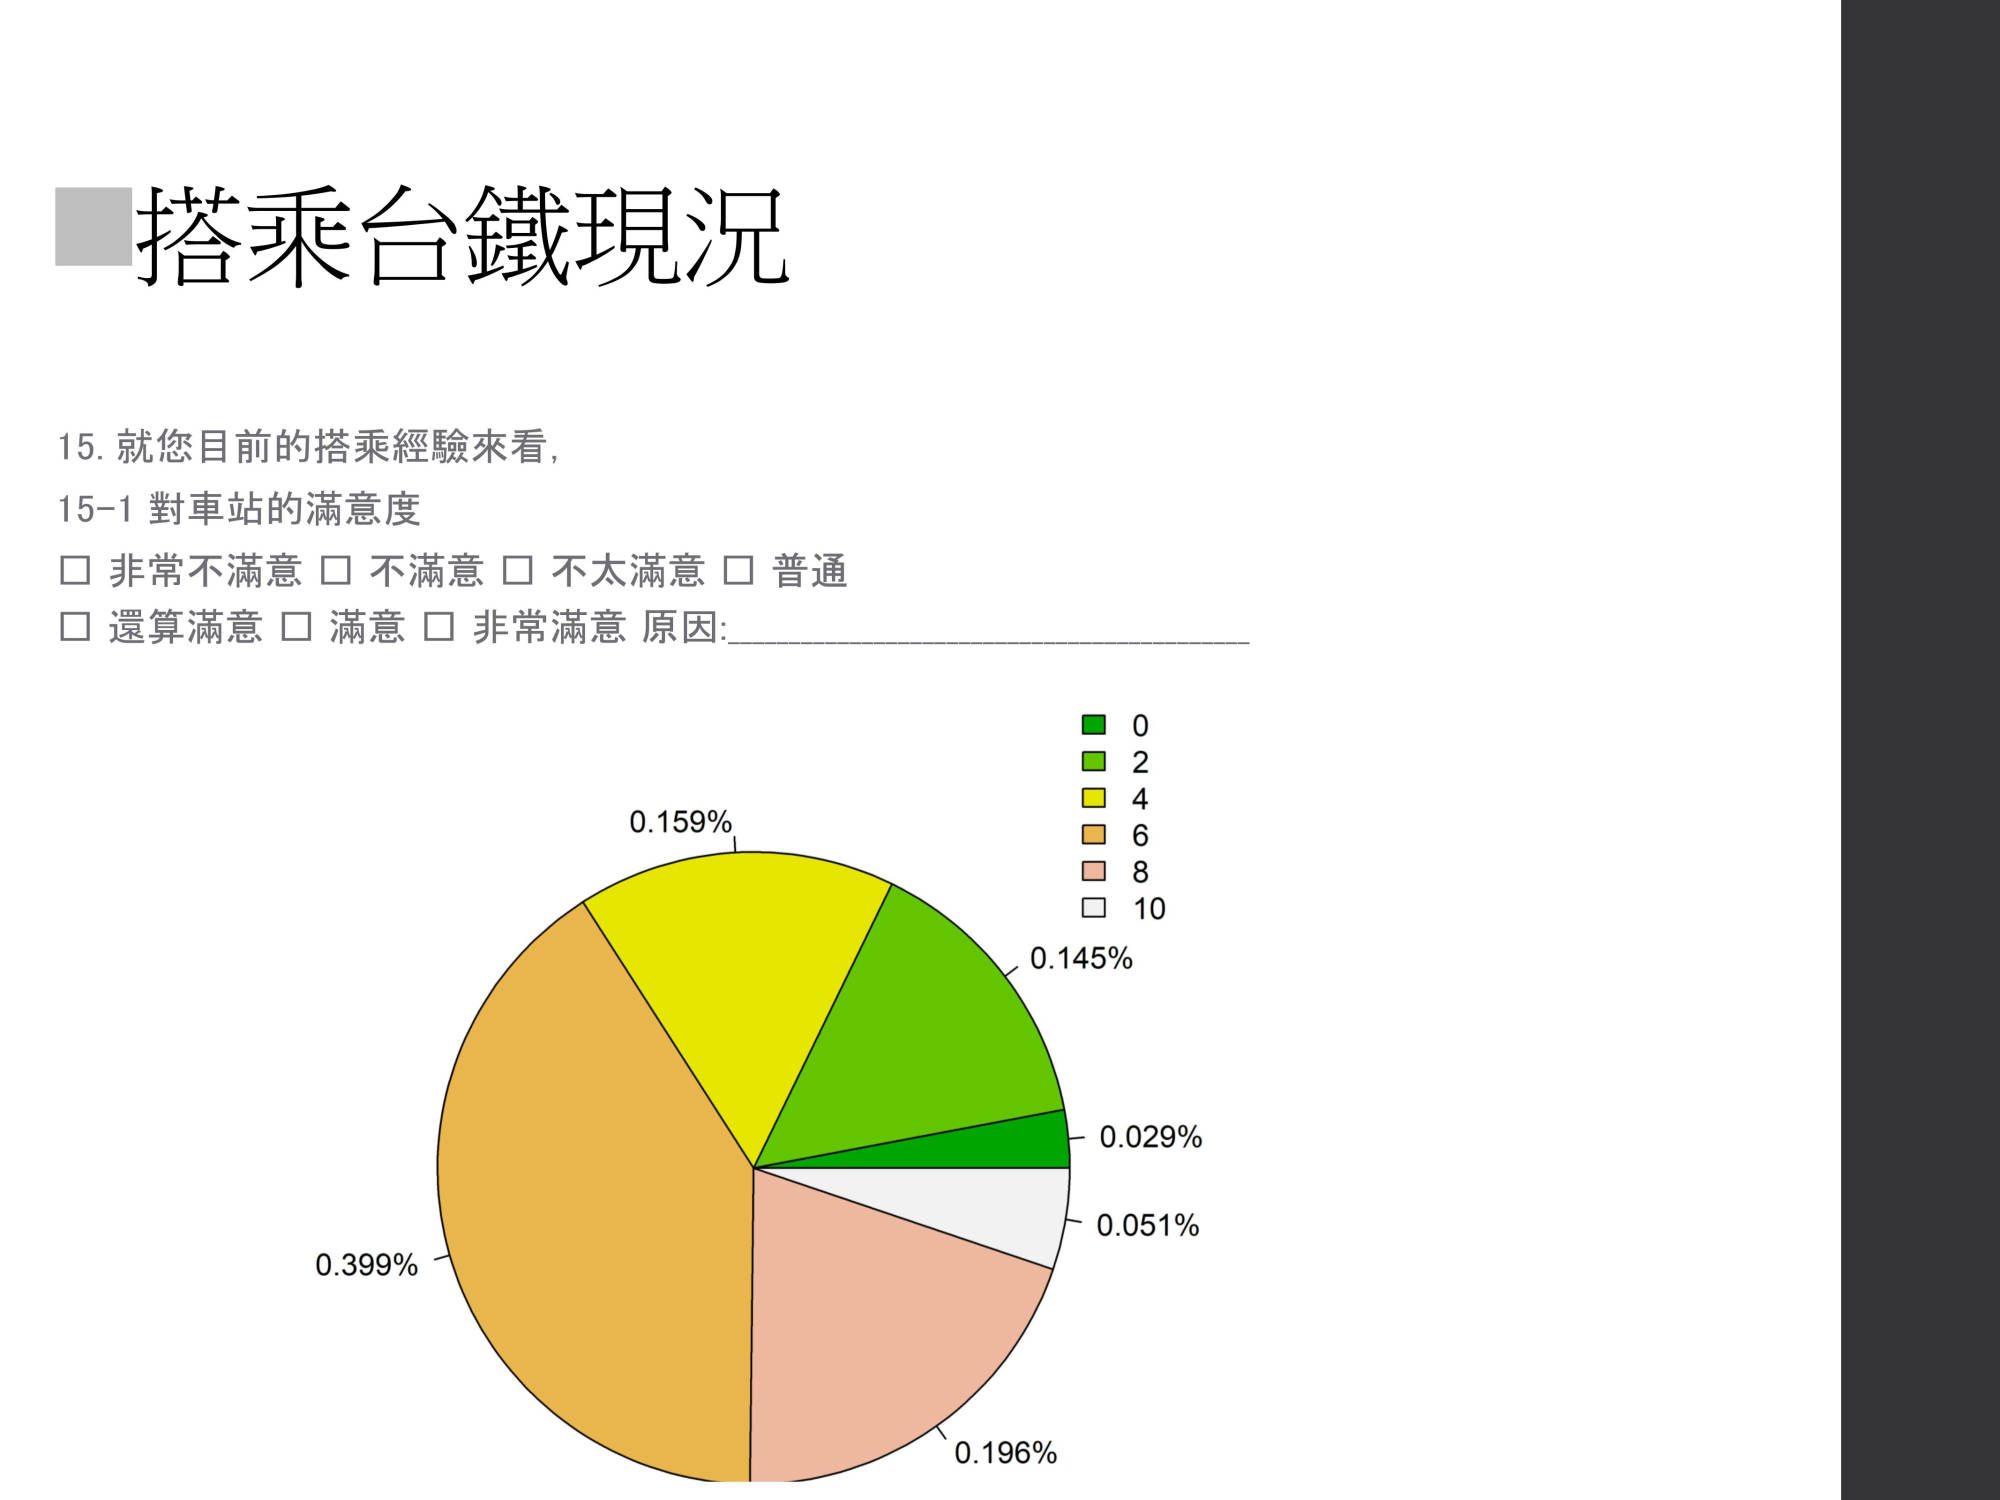 搭乘台鐵現況
15. 就您目前的搭乘經驗來看,
15-1 對車站的滿意度
□ 非常不滿意 □ 不滿意 □ 不太滿意 □ 普通
□ 還算滿意 □ 滿意 □ 非常滿意 原因:____________________________________
0
2
4
6
8
10
0.159%
0.145%
0.029%
0.051%
0.399%
0.196%